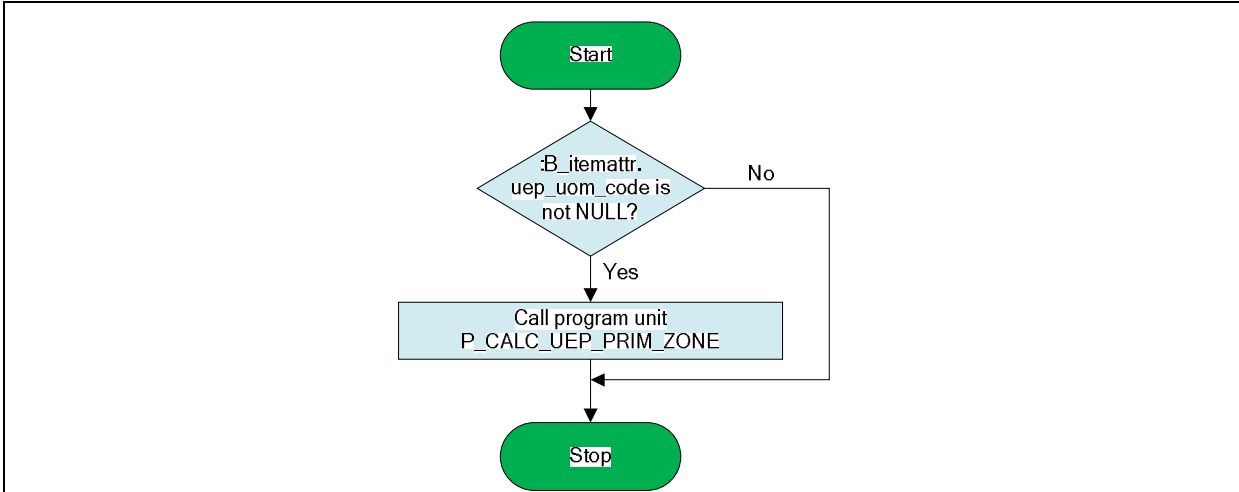 Start
:B_itemattr.
uep_uom_code is
not NULL?
No
Yes
Call program unit
P_CALC_UEP_PRIM_ZONE
Stop